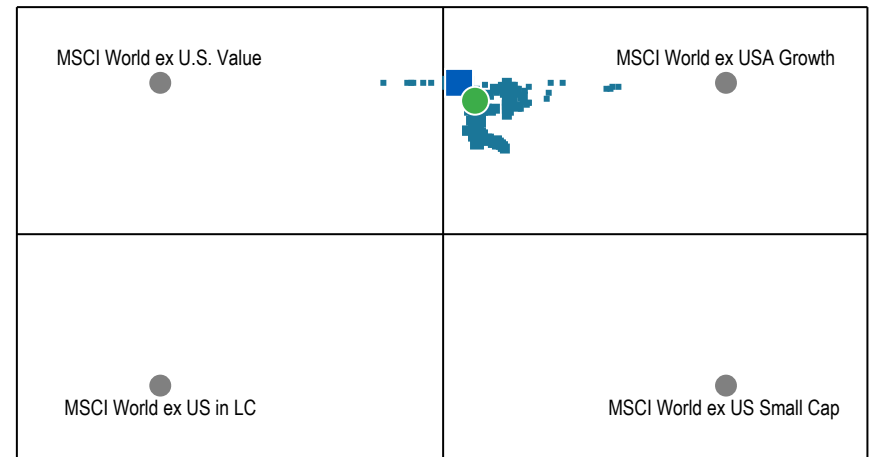 MSCI World ex U.S. Value
MSCI World ex USA Growth
MSCI World ex US in LC
MSCI World ex US Small Cap